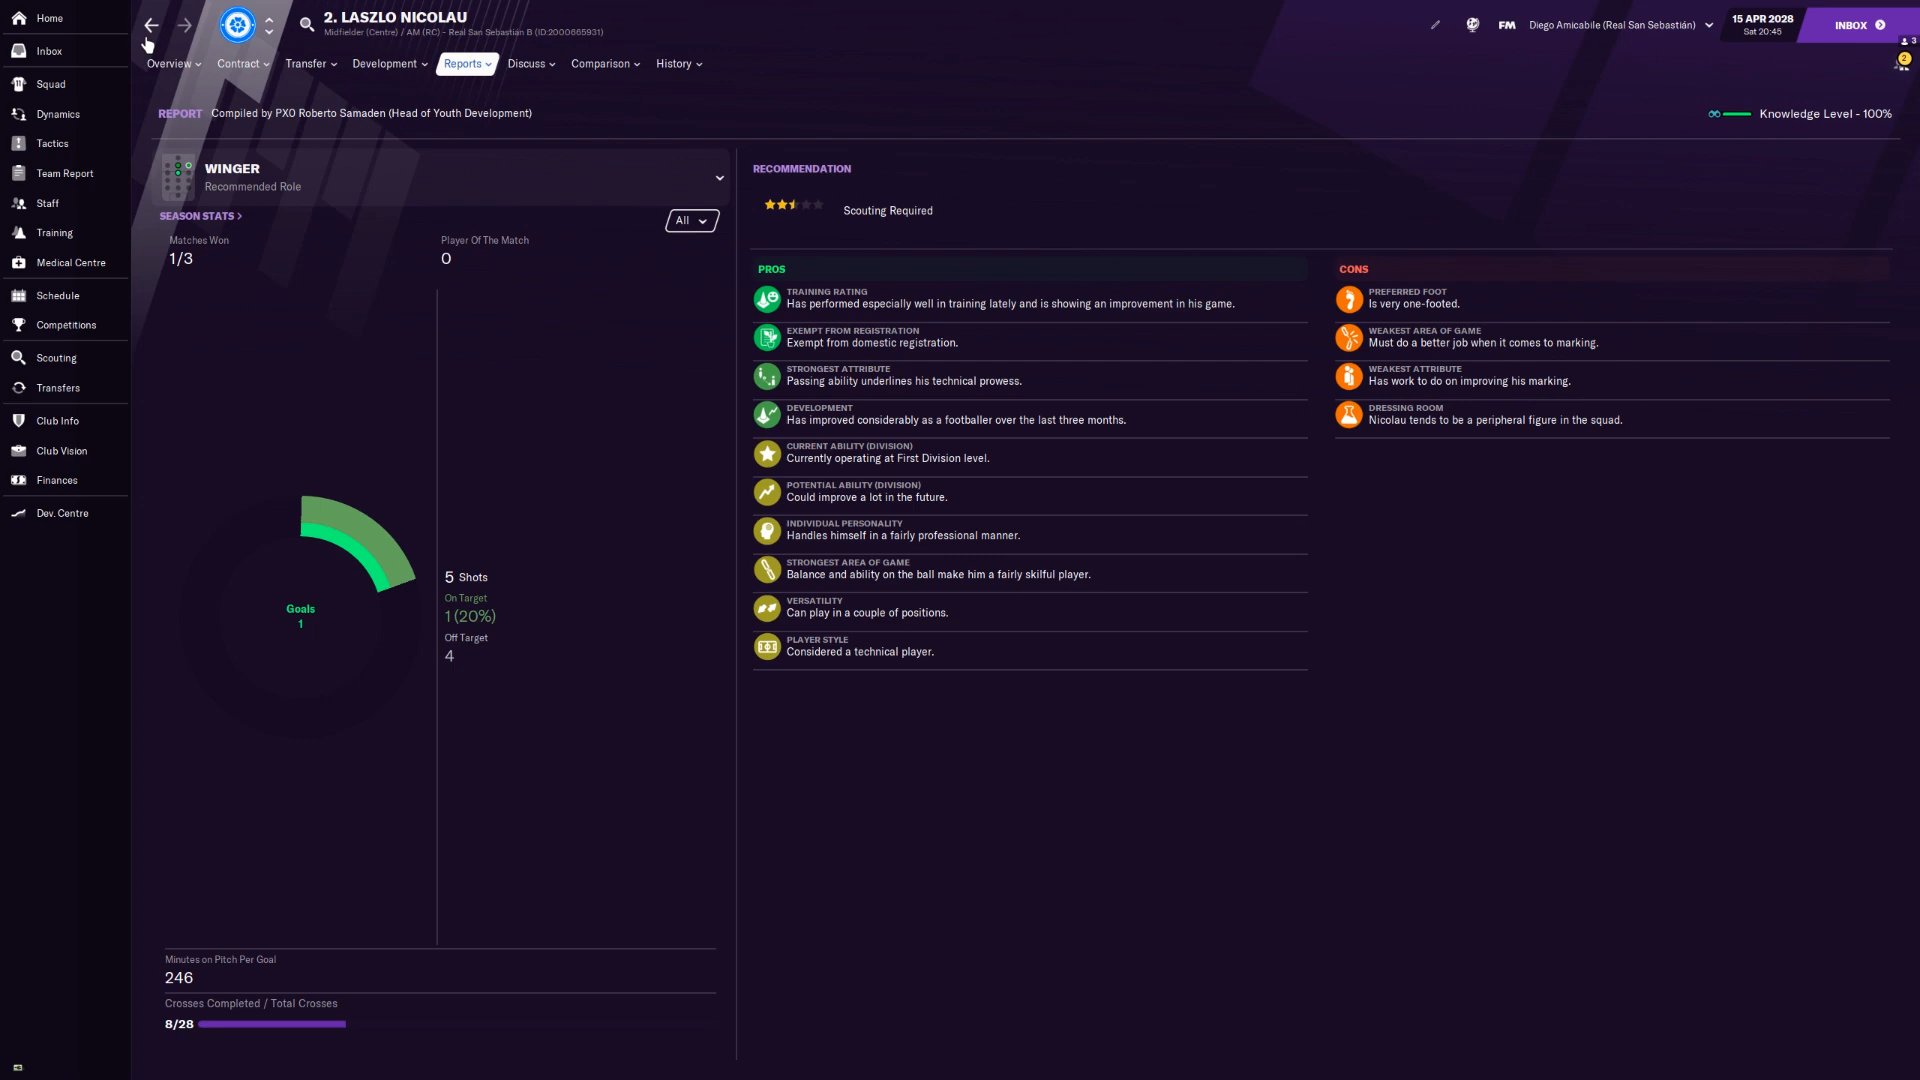 Home
Inbox
Squad
Dynamics
Tactics
Team Report
Staff
Training
Medical Centre
Schedule
Competitions
Scouting
Transfers
Club Info
Club Vision
Finances
Dev. Centre
2. LASZLO NICOLAU
Midfielder (Centre) / AM (RC) - Real San Sebastián B (ID:2000665931)
FM
Diego Amicabile (Real San Sebastián)
15 APR 2028
Sat 20:45
INBOX
3
2
Overview
Contract
Transfer
Development
Reports
Discuss
Comparison
History
REPORT Compiled by PXO Roberto Samaden (Head of Youth Development)
Knowledge Level - 100%
WINGER
Recommended Role
SEASON STATS >
All
Matches Won
1/3
Player Of The Match
0
Goals
1
5 Shots
On Target
1 (20%)
Off Target
4
Minutes on Pitch Per Goal
246
Crosses Completed / Total Crosses
8/28
RECOMMENDATION
Scouting Required
PROS
TRAINING RATING
Has performed especially well in training lately and is showing an improvement in his game.
EXEMPT FROM REGISTRATION
Exempt from domestic registration.
STRONGEST ATTRIBUTE
Passing ability underlines his technical prowess.
DEVELOPMENT
Has improved considerably as a footballer over the last three months.
CURRENT ABILITY (DIVISION)
Currently operating at First Division level.
POTENTIAL ABILITY (DIVISION)
Could improve a lot in the future.
INDIVIDUAL PERSONALITY
Handles himself in a fairly professional manner.
STRONGEST AREA OF GAME
Balance and ability on the ball make him a fairly skilful player.
VERSATILITY
Can play in a couple of positions.
PLAYER STYLE
Considered a technical player.
CONS
PREFERRED FOOT
Is very one-footed.
WEAKEST AREA OF GAME
Must do a better job when it comes to marking.
WEAKEST ATTRIBUTE
Has work to do on improving his marking.
DRESSING ROOM
Nicolau tends to be a peripheral figure in the squad.